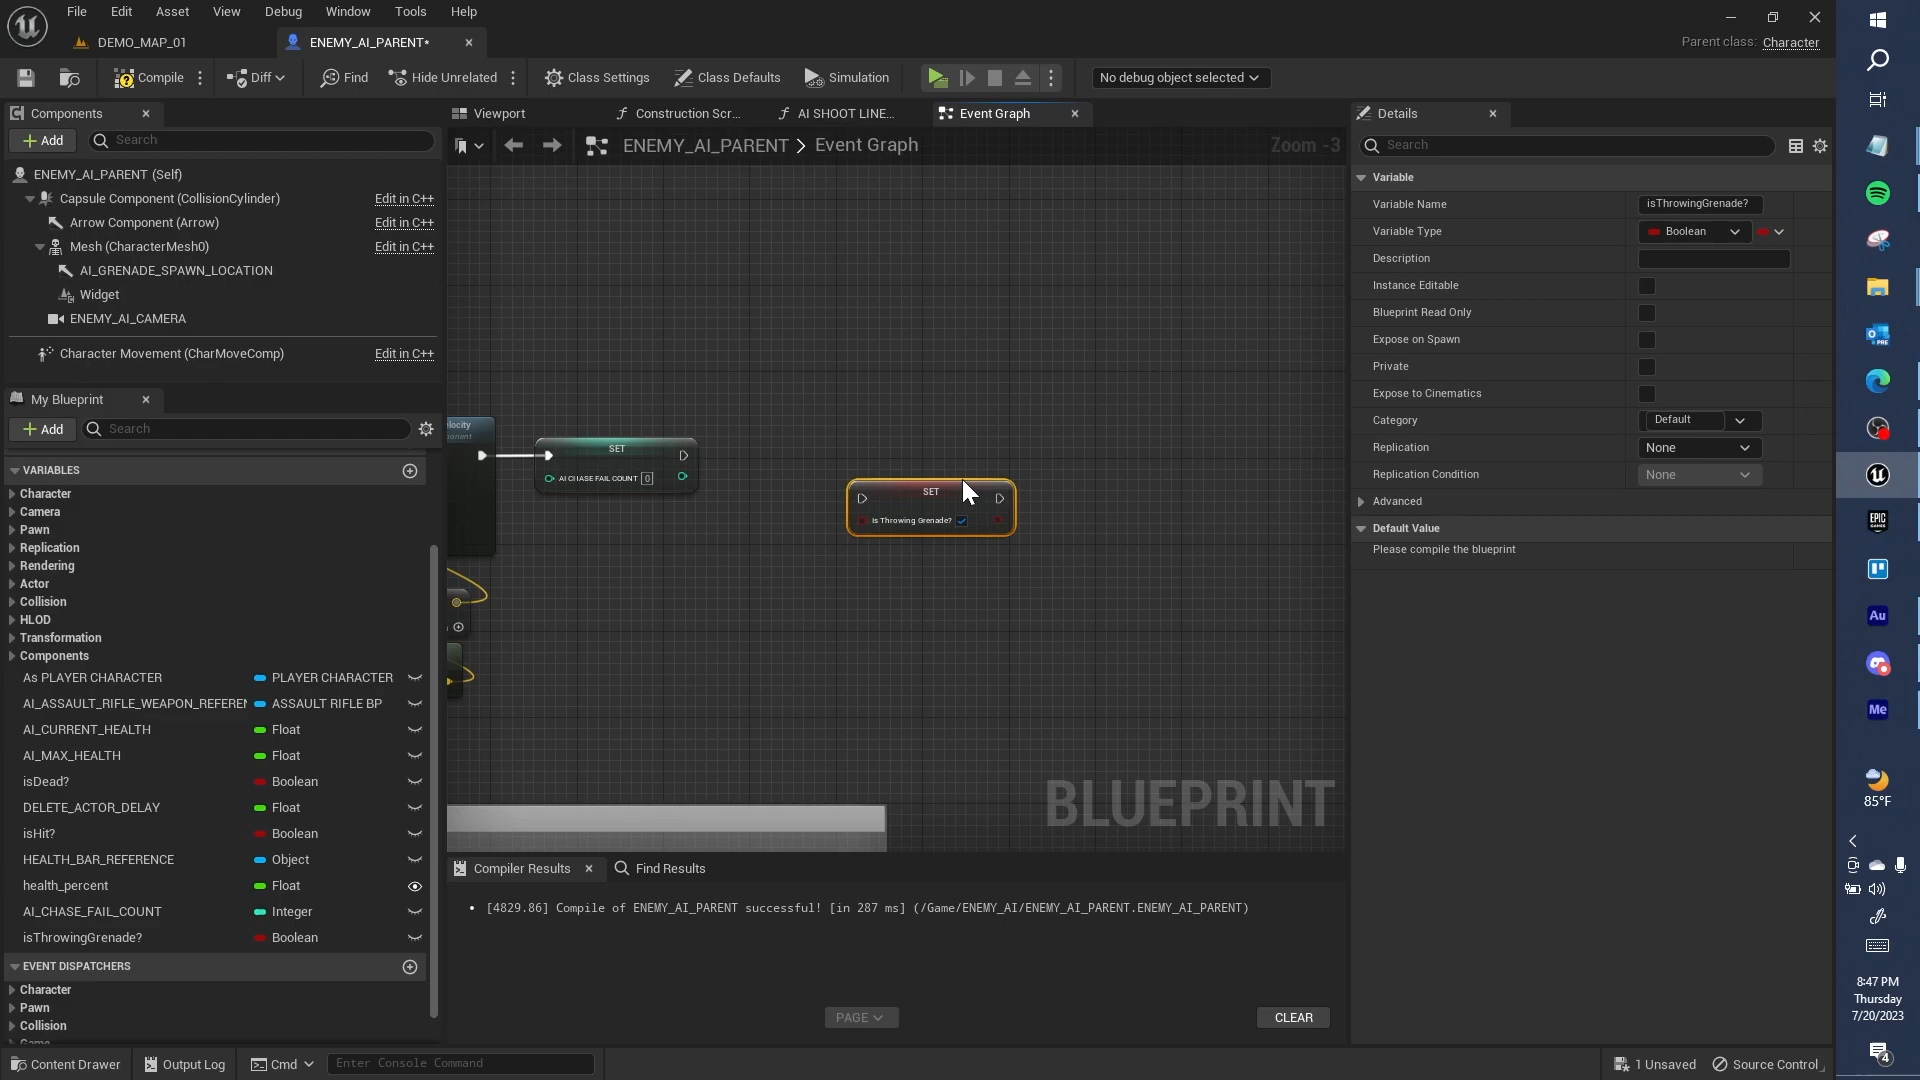 File Edit Asset View Debug Window Tools Help
DEMO_MAP_01
ENEMY_AI_PARENT*
Parent class: Character
Compile Diff Find Hide Unrelated Class Settings Class Defaults Simulation No debug object selected
Components
Viewport
Construction Scr...
AI SHOOT LINE...
Event Graph
Details
Add
Search
ENEMY_AI_PARENT > Event Graph
Zoom -3
Search
ENEMY_AI_PARENT (Self)
Capsule Component (CollisionCylinder) Edit in C++
Arrow Component (Arrow) Edit in C++
Mesh (CharacterMesh0) Edit in C++
AI_GRENADE_SPAWN_LOCATION
Widget
ENEMY_AI_CAMERA
Character Movement (CharMoveComp) Edit in C++
My Blueprint
Add
Search
VARIABLES
Character
Camera
Pawn
Replication
Rendering
Actor
Collision
HLOD
Transformation
Components
As PLAYER CHARACTER PLAYER CHARACTER
AI_ASSAULT_RIFLE_WEAPON_REFEREN ASSAULT RIFLE BP
AI_CURRENT_HEALTH Float
AI_MAX_HEALTH Float
isDead? Boolean
DELETE_ACTOR_DELAY Float
isHit? Boolean
HEALTH_BAR_REFERENCE Object
health_percent Float
AI_CHASE_FAIL_COUNT Integer
isThrowingGrenade? Boolean
EVENT DISPATCHERS
Character
Pawn
Collision
locity
onent
SET
AI CHASE FAIL COUNT 0
SET
Is Throwing Grenade?
BLUEPRINT
Compiler Results
Find Results
[4829.86] Compile of ENEMY_AI_PARENT successful! [in 287 ms] (/Game/ENEMY_AI/ENEMY_AI_PARENT.ENEMY_AI_PARENT)
PAGE
CLEAR
Variable
Variable Name isThrowingGrenade?
Variable Type Boolean
Description
Instance Editable
Blueprint Read Only
Expose on Spawn
Private
Expose to Cinematics
Category Default
Replication None
Replication Condition None
Advanced
Default Value
Please compile the blueprint
Content Drawer Output Log Cmd Enter Console Command
1 Unsaved Source Control
PRE
EPIC
GAMES
Au
Me
85°F
8:47 PM
Thursday
7/20/2023
4